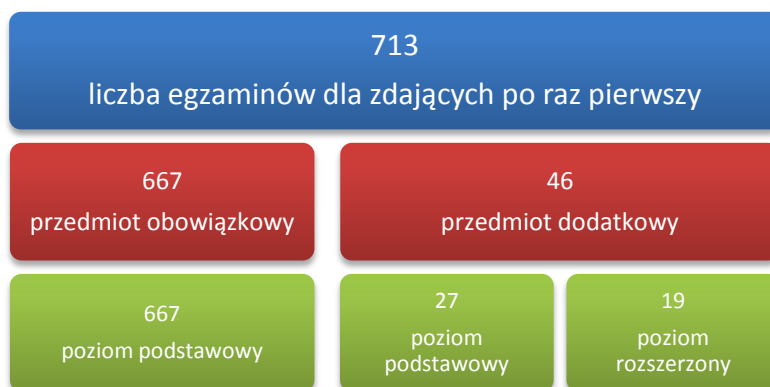 713
liczba egzaminów dla zdających po raz pierwszy
667
przedmiot obowiązkowy
46
przedmiot dodatkowy
667
poziom podstawowy
27
poziom
podstawowy
19
poziom
rozszerzony